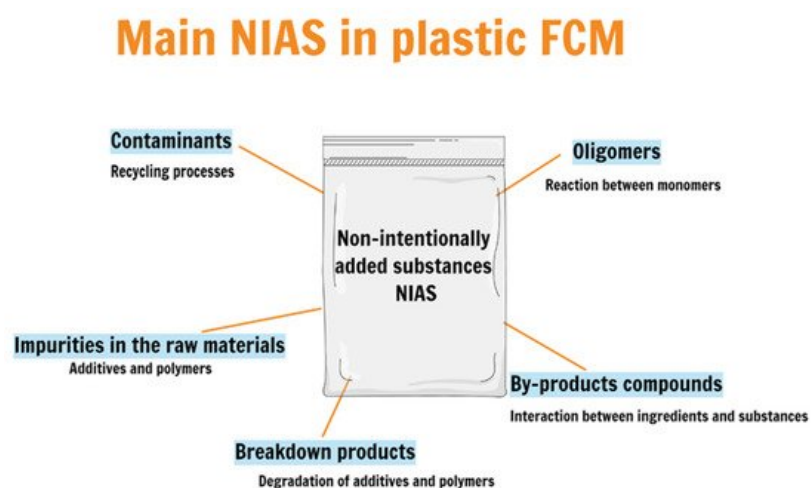 Main NIAS in plastic FCM
Contaminants
Recycling processes
Oligomers
Reaction between monomers
Non-intentionally
added substances
NIAS
Impurities in the raw materials
Additives and polymers
By-products compounds
Interaction between ingredients and substances
Breakdown products
Degradation of additives and polymers